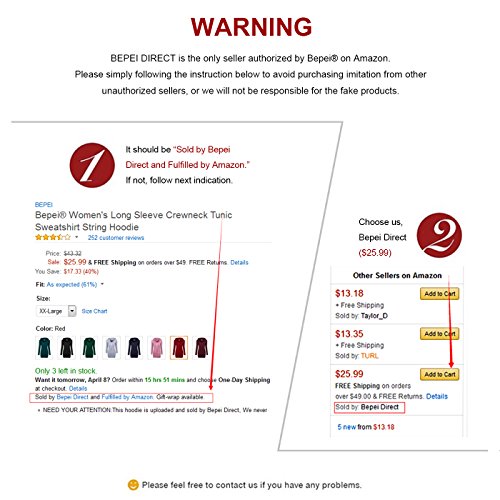 WARNING
BEPEI DIRECT is the only seller authorized by Bepei® on Amazon.
Please simply following the instruction below to avoid purchasing imitation from other
unauthorized sellers, or we will not be responsible for the fake products.
1
It should be "Sold by Bepei
Direct and Fulfilled by Amazon."
If not, follow next indication.
BEPEI
Bepei® Women's Long Sleeve Crewneck Tunic
Sweatshirt String Hoodie
252 customer reviews
Price: $43.32
Sale: $25.99 & FREE Shipping on orders over $49. FREE Returns. Details
You Save: $17.33 (40%)
Fit: As expected (61%)
Size:
XX-Large Size Chart
Color: Red
Only 3 left in stock.
Want it tomorrow, April 8? Order within 15 hrs 51 mins and choose One-Day Shipping
at checkout. Details
Sold by Bepei Direct and Fulfilled by Amazon. Gift-wrap available.
• NEED YOUR ATTENTION:This hoodie is uploaded and sold by Bepei Direct, We never
Choose us,
Bepei Direct
($25.99)
2
Other Sellers on Amazon
$13.18 Add to Cart
+ Free Shipping
Sold by: Taylor_D
$13.35 Add to Cart
+ Free Shipping
Sold by: TURL
$25.99 Add to Cart
FREE Shipping on orders
over $49.00 & FREE Returns. Details
Sold by: Bepei Direct
5 new from $13.18
Please feel free to contact us if you have any problems.